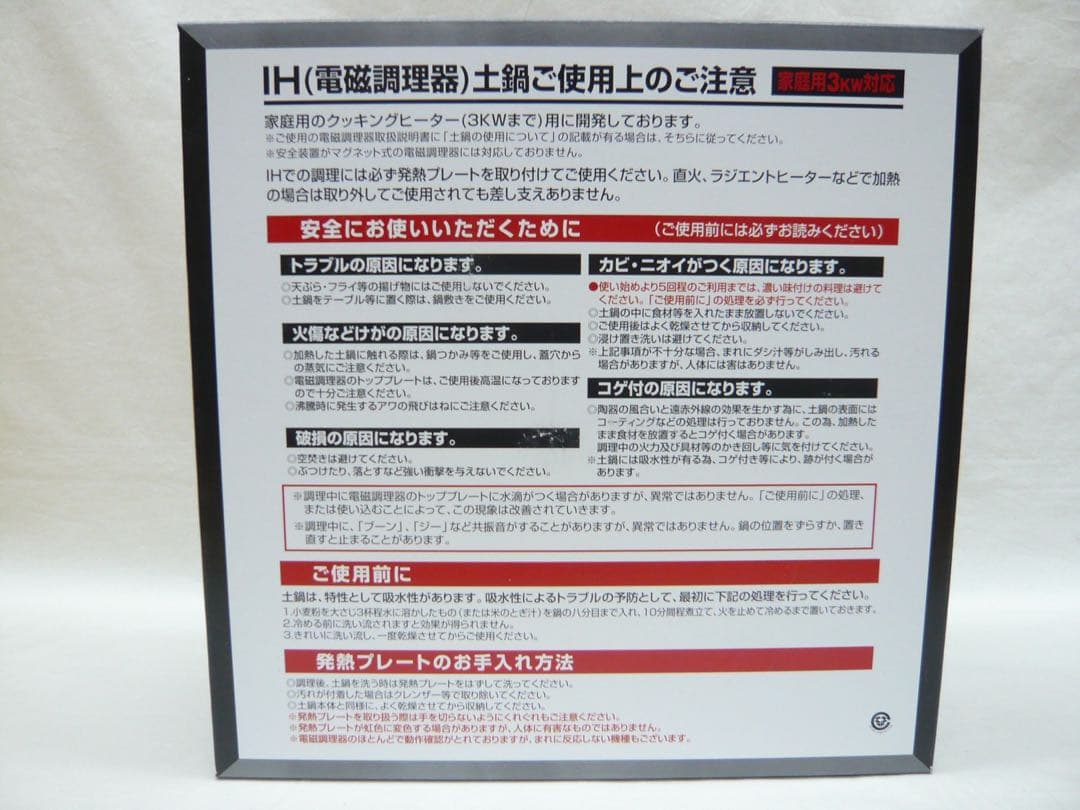 IH(電磁調理器)土鍋ご使用上のご注意 家庭用3KW対応
家庭用のクッキングヒーター(3KWまで)用に開発しております。
※ご使用の電磁調理器取扱説明書に「土鍋の使用について」の記載が有る場合は、そちらに従ってください。
※安全装置がマグネット式の電磁調理器には対応しておりません。
IHでの調理には必ず発熱プレートを取り付けてご使用ください。直火、ラジエントヒーターなどで加熱
の場合は取り外してご使用されても差し支えありません。
安全にお使いいただくために (ご使用前には必ずお読みください)
トラブルの原因になります。
◎天ぷら・フライ等の揚げ物にはご使用しないでください。
◎土鍋をテーブル等に置く際は、鍋敷きをご使用ください。
火傷などけがの原因になります。
◎加熱した土鍋に触れる際は、鍋つかみ等をご使用し、蓋穴から
の蒸気にご注意ください。
◎電磁調理器のトッププレートは、ご使用後高温になっております
ので十分ご注意ください。
◎沸騰時に発生するアワの飛びはねにご注意ください。
破損の原因になります。
◎空焚きは避けてください。
◎ぶつけたり、落とすなど強い衝撃を与えないでください。
カビ・ニオイがつく原因になります。
●使い始めより5回程のご利用までは、濃い味付けの料理は避けて
ください。「ご使用前に」の処理を必ず行ってください。
◎土鍋の中に食材等を入れたまま放置しないでください。
◎ご使用後はよく乾燥させてから収納してください。
◎浸け置き洗いは避けてください。
※上記事項が不十分な場合、まれにダシ汁等がしみ出し、汚れる
場合がありますが、人体には害はありません。
コゲ付の原因になります。
◎陶器の風合いと遠赤外線の効果を生かす為に、土鍋の表面には
コーティングなどの処理は行っておりません。この為、加熱した
まま食材を放置するとコゲ付く場合があります。
調理中の火力及び具材等のかき回し等に気を付けてください。
※土鍋には吸水性が有る為、コゲ付き等により、跡が付く場合が
あります。
※調理中に電磁調理器のトッププレートに水滴がつく場合がありますが、異常ではありません。「ご使用前に」の処理、
または使い込むことによって、この現象は改善されていきます。
※調理中に、「ブーン」、「ジー」など共振音がすることがありますが、異常ではありません。鍋の位置をずらすか、置き
直すと止まることがあります。
ご使用前に
土鍋は、特性として吸水性があります。吸水性によるトラブルの予防として、最初に下記の処理を行ってください。
1.小麦粉を大さじ3杯程水に溶かしたもの(または米のとぎ汁)を鍋の八分目まで入れ、10分間程煮立て、火を止めて冷めるまで置いておきます。
2.冷める前に洗い流されますと効果が得られません。
3.きれいに洗い流し、一度乾燥させてからご使用ください。
発熱プレートのお手入れ方法
◎調理後、土鍋を洗う時は発熱プレートをはずして洗ってください。
◎汚れが付着した場合はクレンザー等で取り除いてください。
◎土鍋本体と同様に、よく乾燥させてから収納してください。
※発熱プレートを取り扱う際は手を切らないようにくれぐれもご注意ください。
※発熱プレートが虹色に変色する場合がありますが、人体に有害なものではありません。
※電磁調理器のほとんどで動作確認がとれておりますが、まれに反応しない機種もございます。